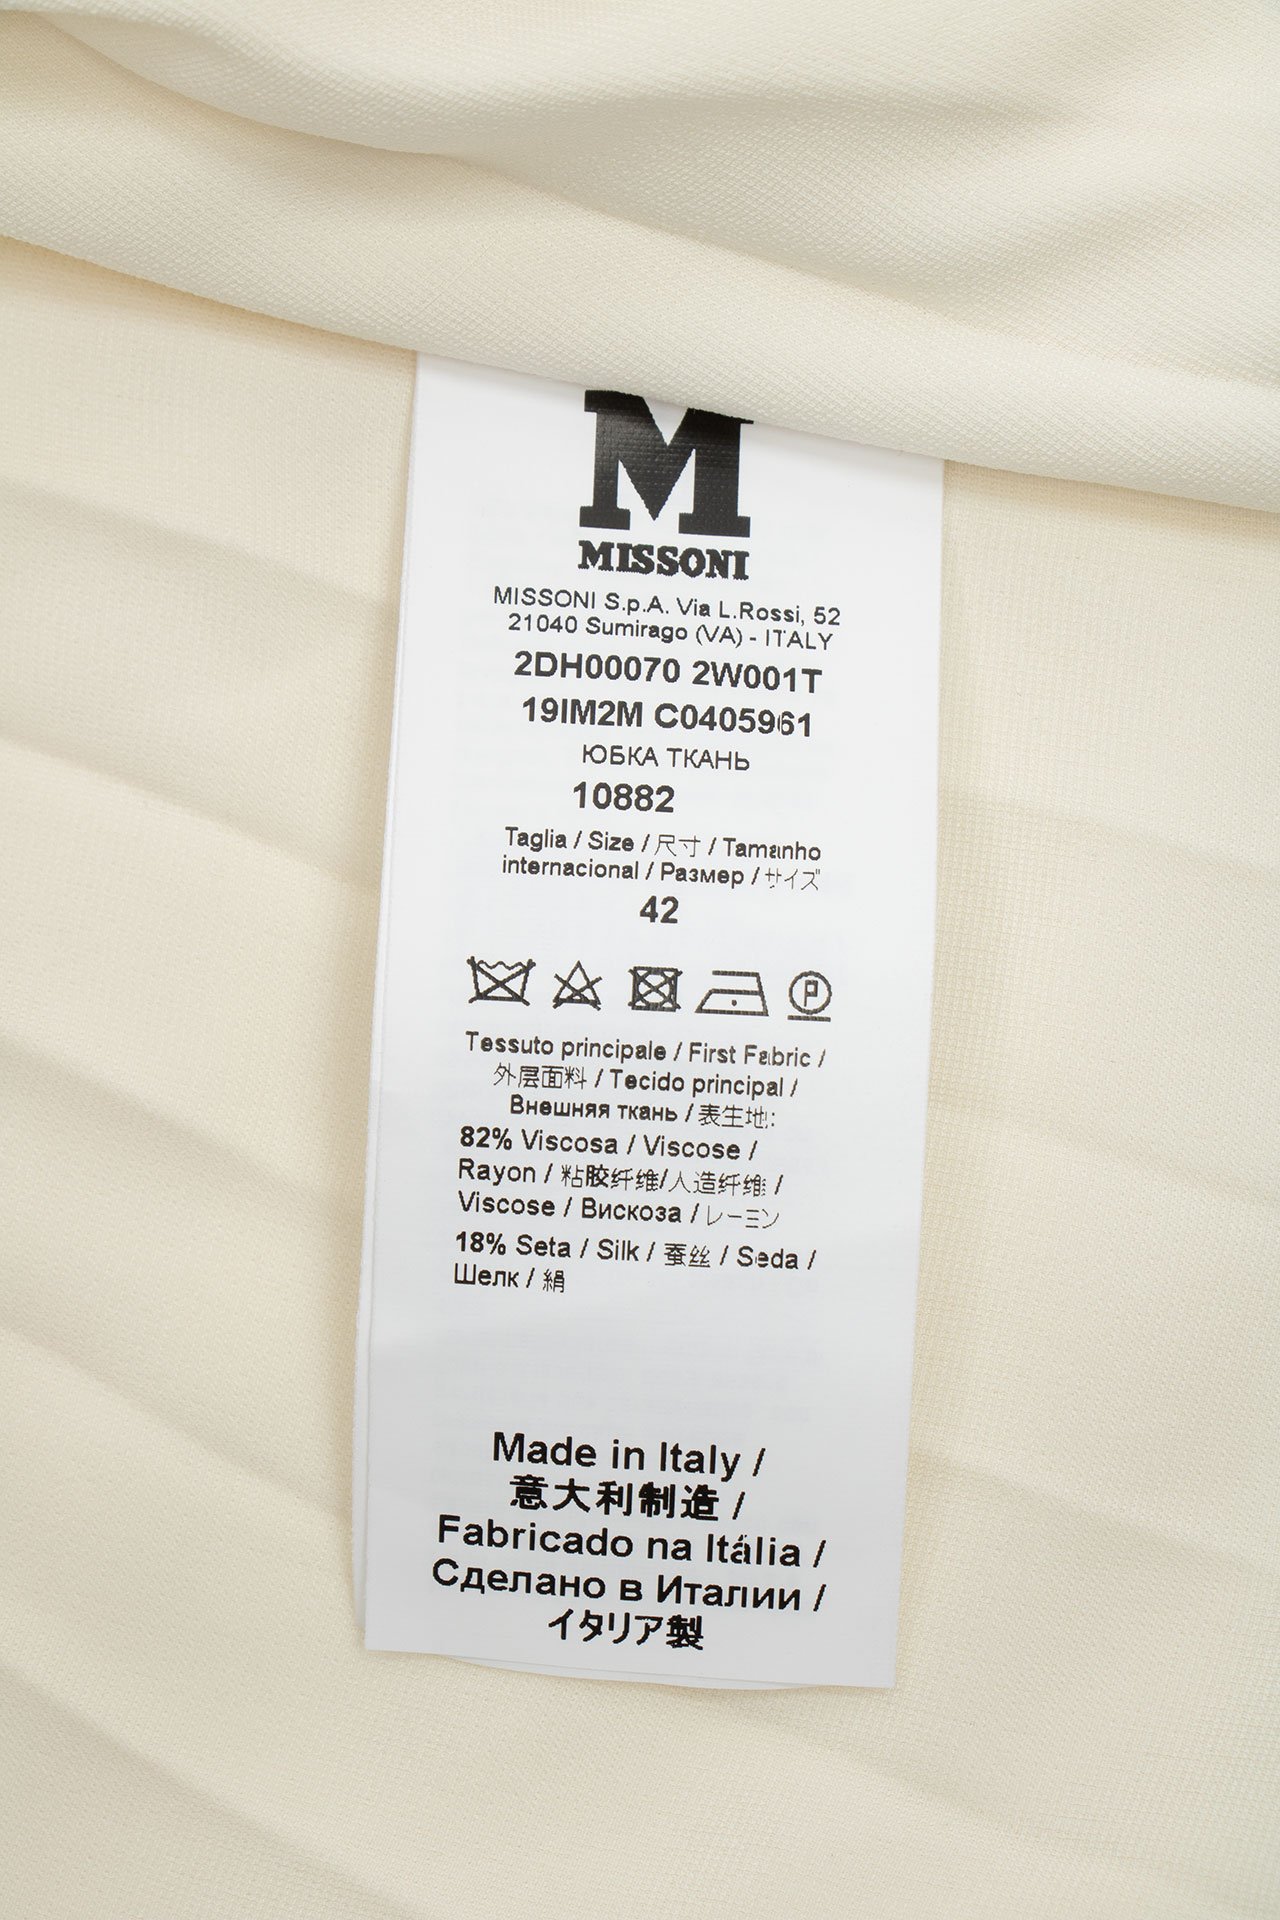 M
MISSONI
MISSONI S.p.A. Via L.Rossi, 52
21040 Sumirago (VA) - ITALY
2DH00070 2W001T
19IM2M C0405961
ЮБКА ТКАНЬ
10882
Taglia / Size / 尺寸 / Tamanho
internacional / Размер / サイズ
42
P
Tessuto principale / First Fabric /
外层面料 / Tecido principal /
Внешняя ткань / 表生地:
82% Viscosa / Viscose /
Rayon / 粘胶纤维/人造纤维 /
Viscose / Вискоза / レーヨン
18% Seta / Silk / 蚕丝 / Seda /
Шелк / 絹
Made in Italy /
意大利制造 /
Fabricado na Itália /
Сделано в Италии /
イタリア製